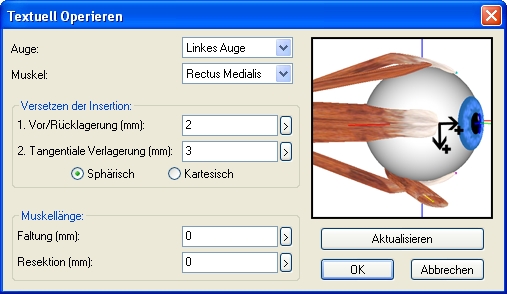 Textuell Operieren
Auge: Linkes Auge
Muskel: Rectus Medialis
Versetzen der Insertion:
1. Vor/Rücklagerung (mm): 2 >
2. Tangentiale Verlagerung (mm): 3 >
Sphärisch Kartesisch
Muskellänge:
Faltung (mm): 0 >
Resektion (mm): 0 >
+
+
Aktualisieren
OK Abbrechen